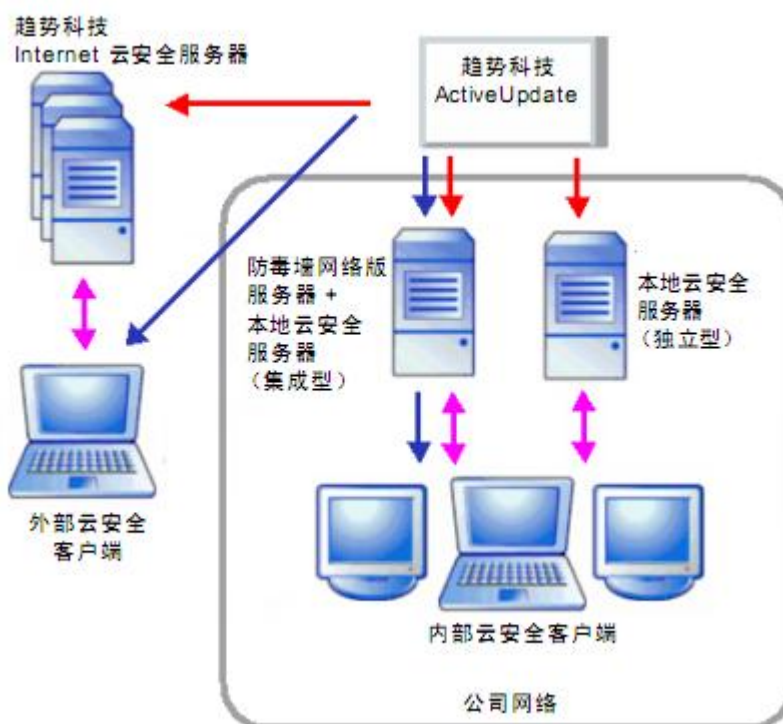 趋势科技
Internet 云安全服务器
趋势科技
ActiveUpdate
防毒墙网络版
服务器 +
本地云安全
服务器
（集成型）
本地云安全
服务器
（独立型）
外部云安全
客户端
内部云安全客户端
公司网络